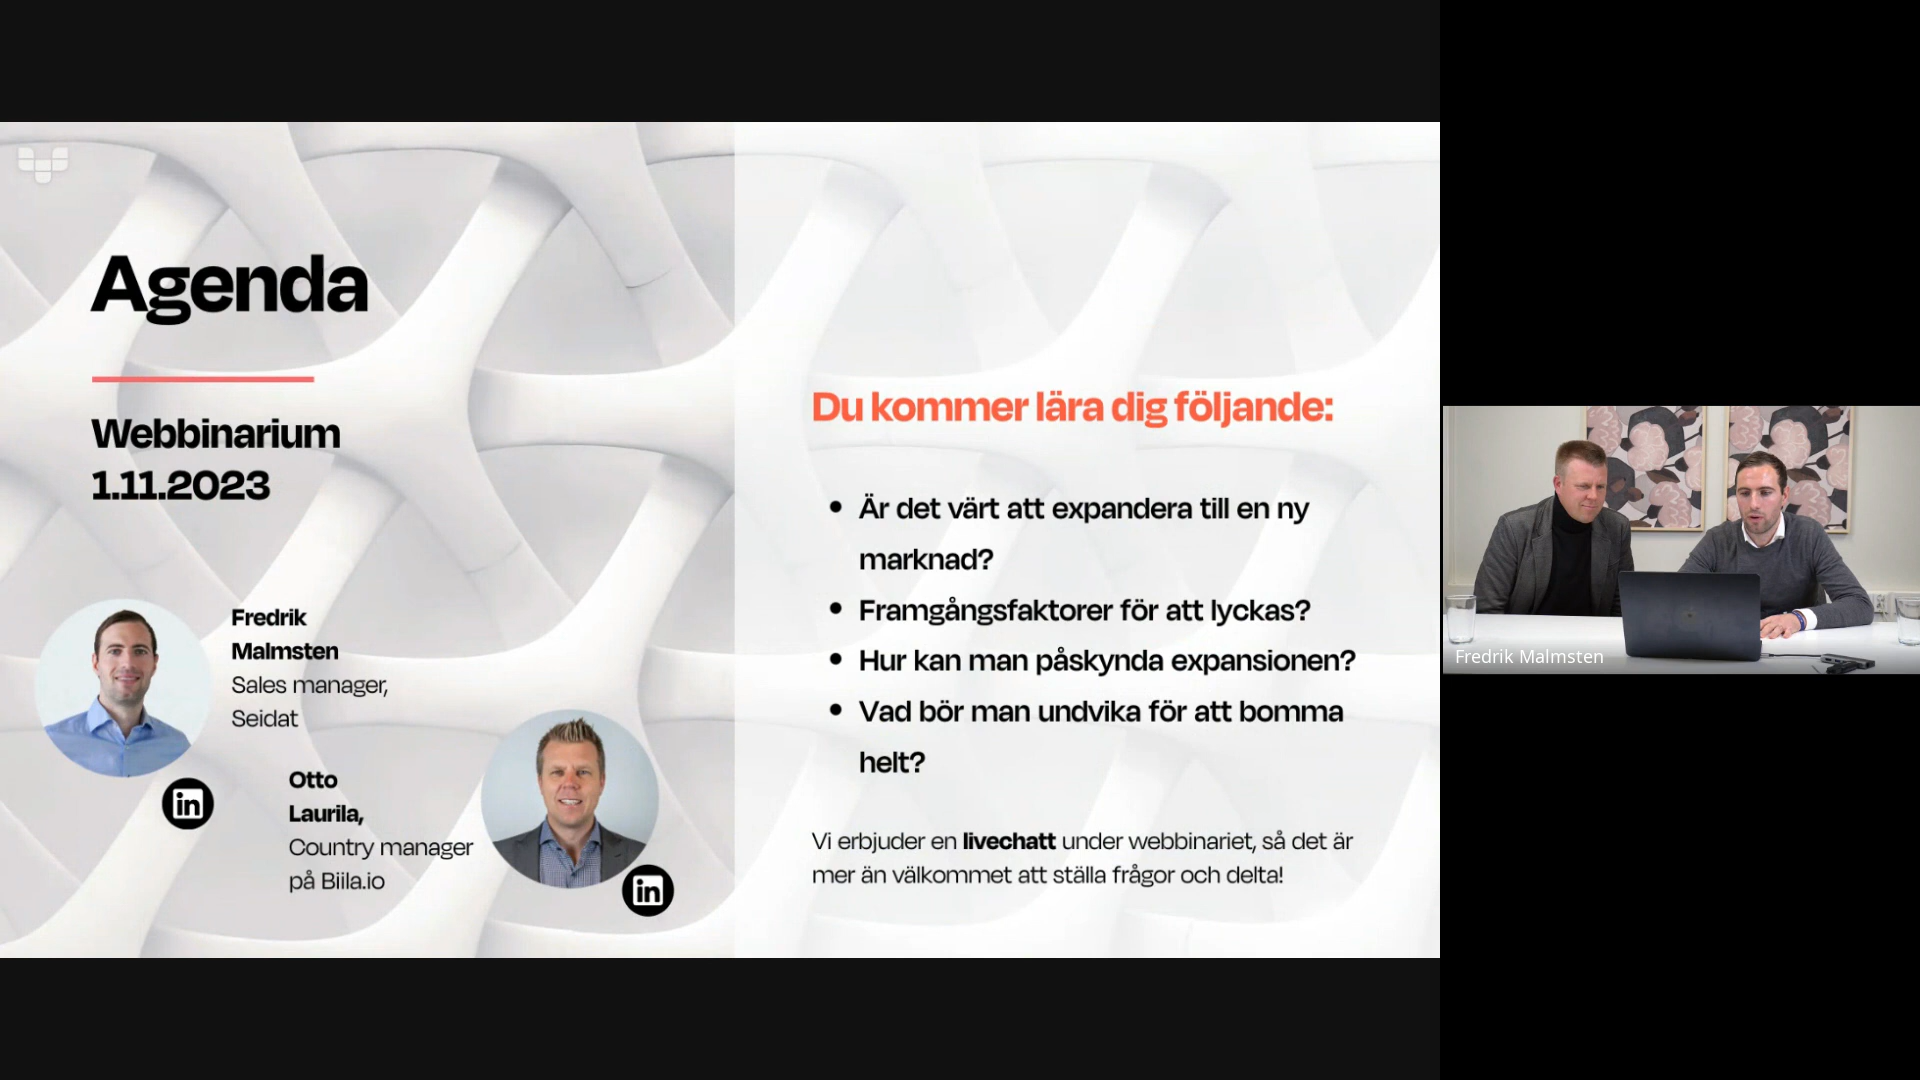 Agenda
Webbinarium
1.11.2023
Fredrik
Malmsten
Sales manager,
Seidat
Otto
Laurila,
Country manager
på Biila.io
in
in
Du kommer lära dig följande:
• Är det värt att expandera till en ny
marknad?
• Framgångsfaktorer för att lyckas?
• Hur kan man påskynda expansionen?
• Vad bör man undvika för att bomma
helt?
Vi erbjuder en livechatt under webbinariet, så det är
mer än välkommet att ställa frågor och delta!
Fredrik Malmsten